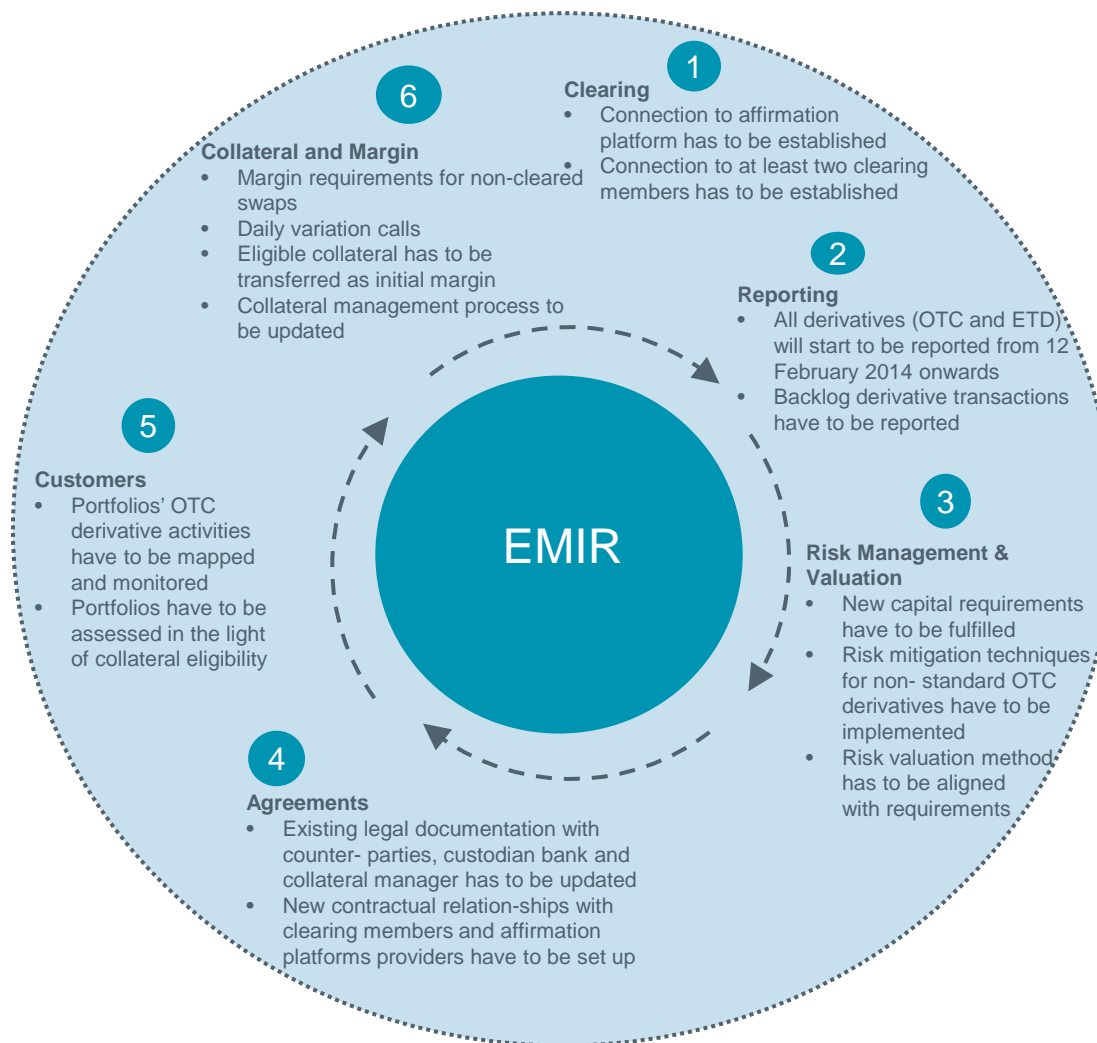 1
Clearing
• Connection to affirmation
platform has to be established
• Connection to at least two clearing
members has to be established
2
Reporting
• All derivatives (OTC and ETD)
will start to be reported from 12
February 2014 onwards
• Backlog derivative transactions
have to be reported
3
Risk Management &
Valuation
• New capital requirements
have to be fulfilled
• Risk mitigation techniques
for non- standard OTC
derivatives have to be
implemented
• Risk valuation method
has to be aligned
with requirements
4
Agreements
• Existing legal documentation with
counter- parties, custodian bank and
collateral manager has to be updated
• New contractual relation-ships with
clearing members and affirmation
platforms providers have to be set up
5
Customers
• Portfolios’ OTC
derivative activities
have to be mapped
and monitored
• Portfolios have to be
assessed in the light
of collateral eligibility
6
Collateral and Margin
• Margin requirements for non-cleared
swaps
• Daily variation calls
• Eligible collateral has to be
transferred as initial margin
• Collateral management process to
be updated
EMIR